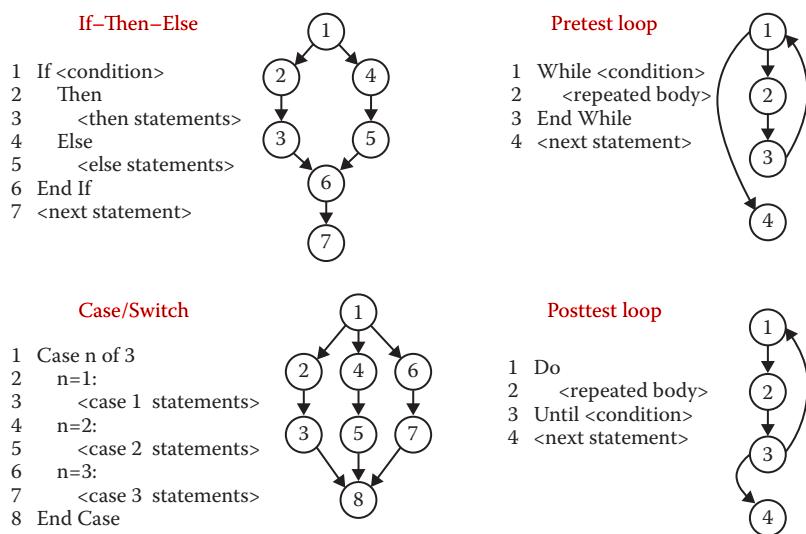 If–Then–Else
1 If <condition>
2 Then
3 <then statements>
4 Else
5 <else statements>
6 End If
7 <next statement>
1
2
4
3
5
6
7
Pretest loop
1 While <condition>
2 <repeated body>
3 End While
4 <next statement>
1
2
3
4
Case/Switch
1 Case n of 3
2 n=1:
3 <case 1 statements>
4 n=2:
5 <case 2 statements>
6 n=3:
7 <case 3 statements>
8 End Case
1
2
4
6
3
5
7
8
Posttest loop
1 Do
2 <repeated body>
3 Until <condition>
4 <next statement>
1
2
3
4